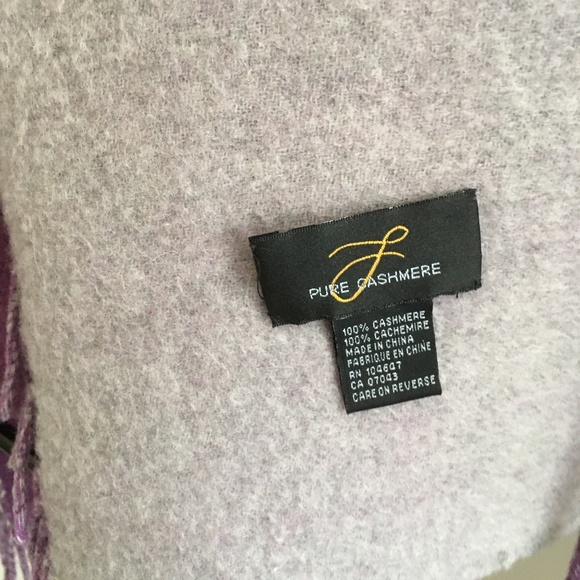 F
PURE CASHMERE
100% CASHMERE
100% CACHEMIRE
MADE IN CHINA
FABRIQUE EN CHINE
RN 104647
CA 07043
CARE ON REVERSE